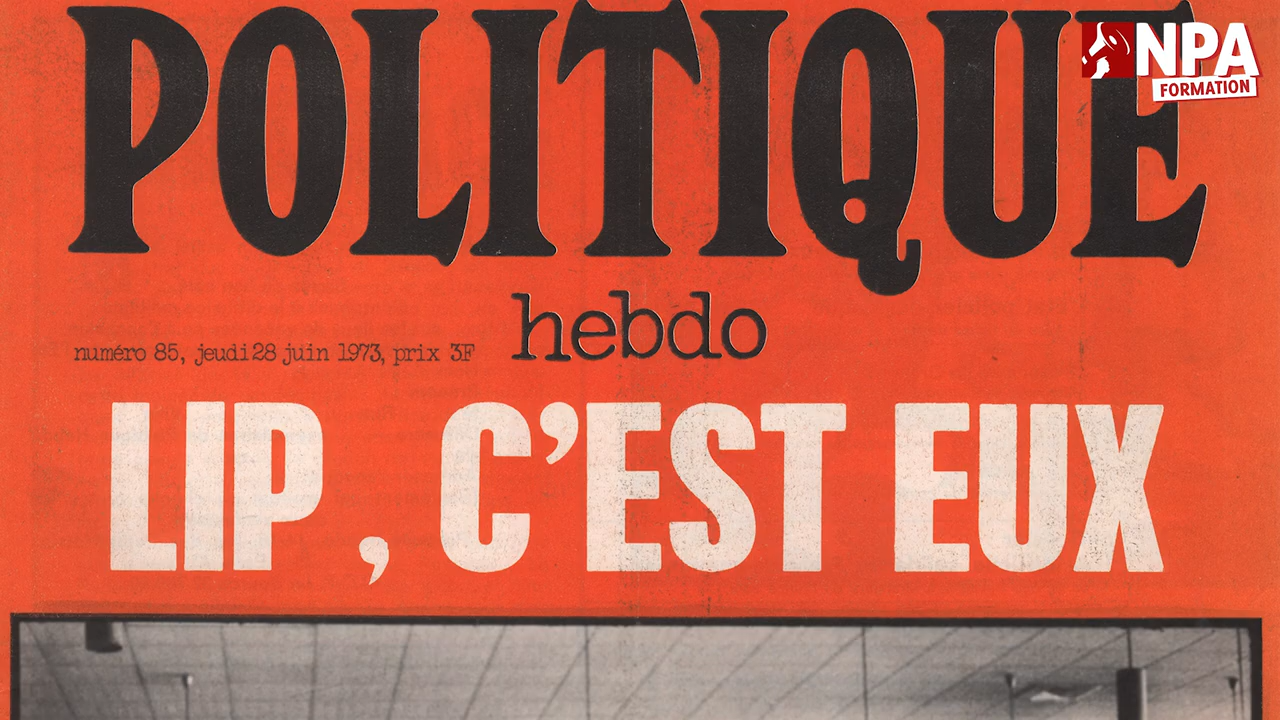 POLITIQUE
NPA
FORMATION
hebdo
numéro 85, jeudi 28 juin 1973, prix 3F
LIP, C'EST EUX